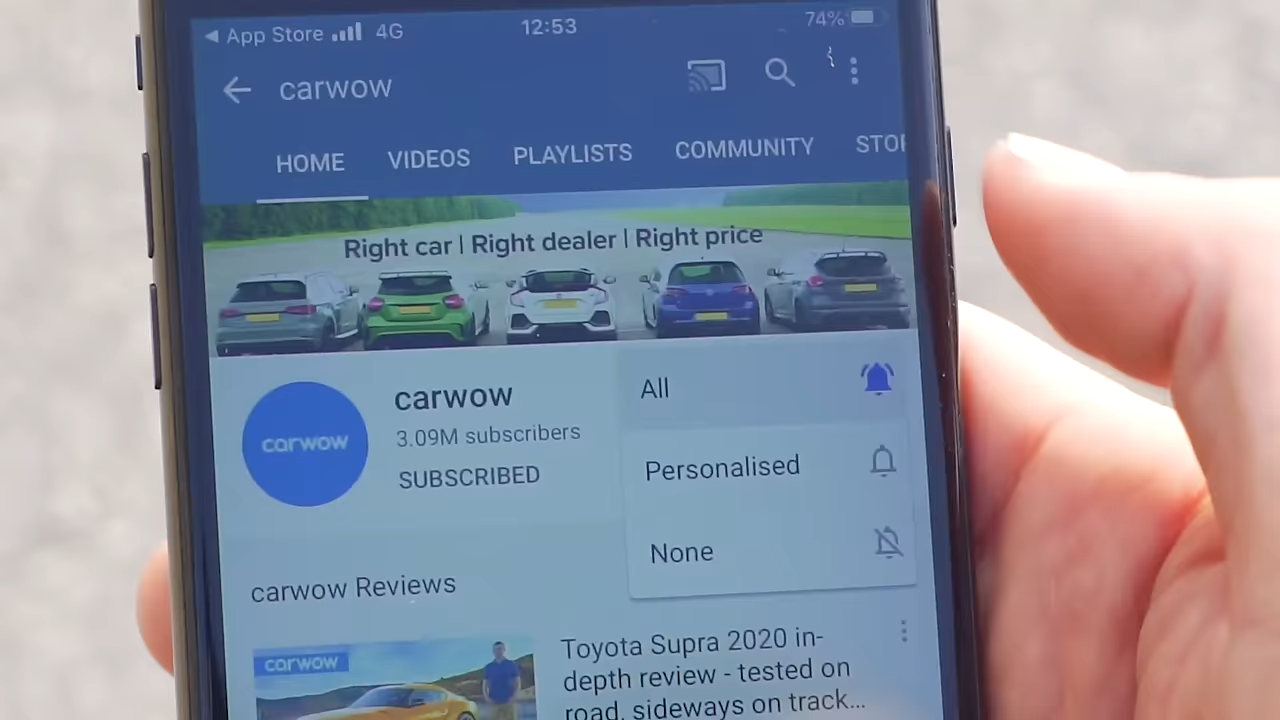 App Store 4G 12:53 74%
carwow
HOME VIDEOS PLAYLISTS COMMUNITY STOR
Right car | Right dealer | Right price
carwow
carwow
3.09M subscribers
SUBSCRIBED
All
Personalised
None
carwow Reviews
carwow
Toyota Supra 2020 in-
depth review - tested on
road, sideways on track...